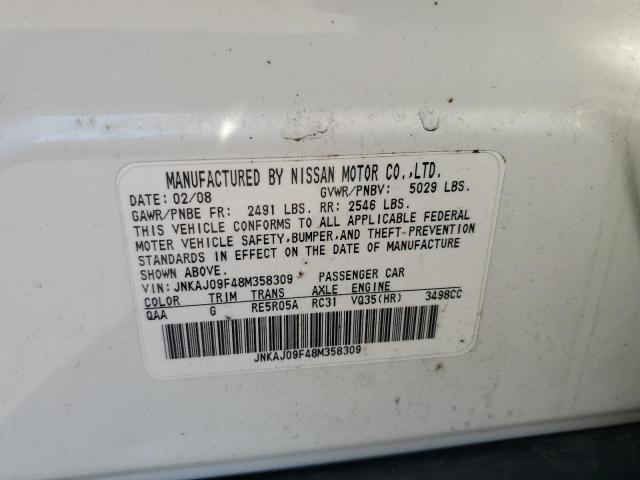 MANUFACTURED BY NISSAN MOTOR CO.,LTD.
DATE: 02/08 GVWR/PNBV: 5029 LBS.
GAWR/PNBE FR: 2491 LBS. RR: 2546 LBS.
THIS VEHICLE CONFORMS TO ALL APPLICABLE FEDERAL
MOTOR VEHICLE SAFETY,BUMPER,AND THEFT-PREVENTION
STANDARDS IN EFFECT ON THE DATE OF MANUFACTURE
SHOWN ABOVE.
VIN:JNKAJ09F48M358309 PASSENGER CAR
COLOR TRIM TRANS AXLE ENGINE
QAA G RE5R05A RC31 VQ35(HR) 3498CC
JNKAJ09F48M358309